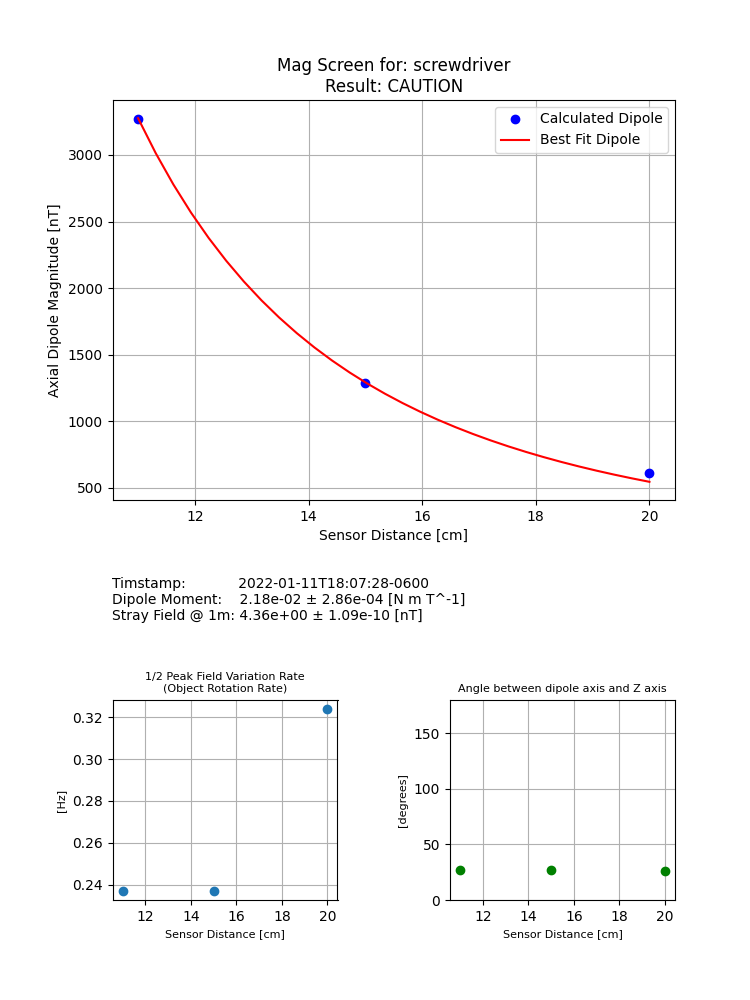 Mag Screen for: screwdriver
Result: CAUTION
Calculated Dipole
Best Fit Dipole
Axial Dipole Magnitude [nT]
3000
2500
2000
1500
1000
500
12 14 16 18 20
Sensor Distance [cm]
Timstamp: 2022-01-11T18:07:28-0600
Dipole Moment: 2.18e-02 ± 2.86e-04 [N m T^-1]
Stray Field @ 1m: 4.36e+00 ± 1.09e-10 [nT]
1/2 Peak Field Variation Rate
(Object Rotation Rate)
[Hz]
0.32
0.30
0.28
0.26
0.24
12 14 16 18 20
Sensor Distance [cm]
Angle between dipole axis and Z axis
[degrees]
150
100
50
0
12 14 16 18 20
Sensor Distance [cm]